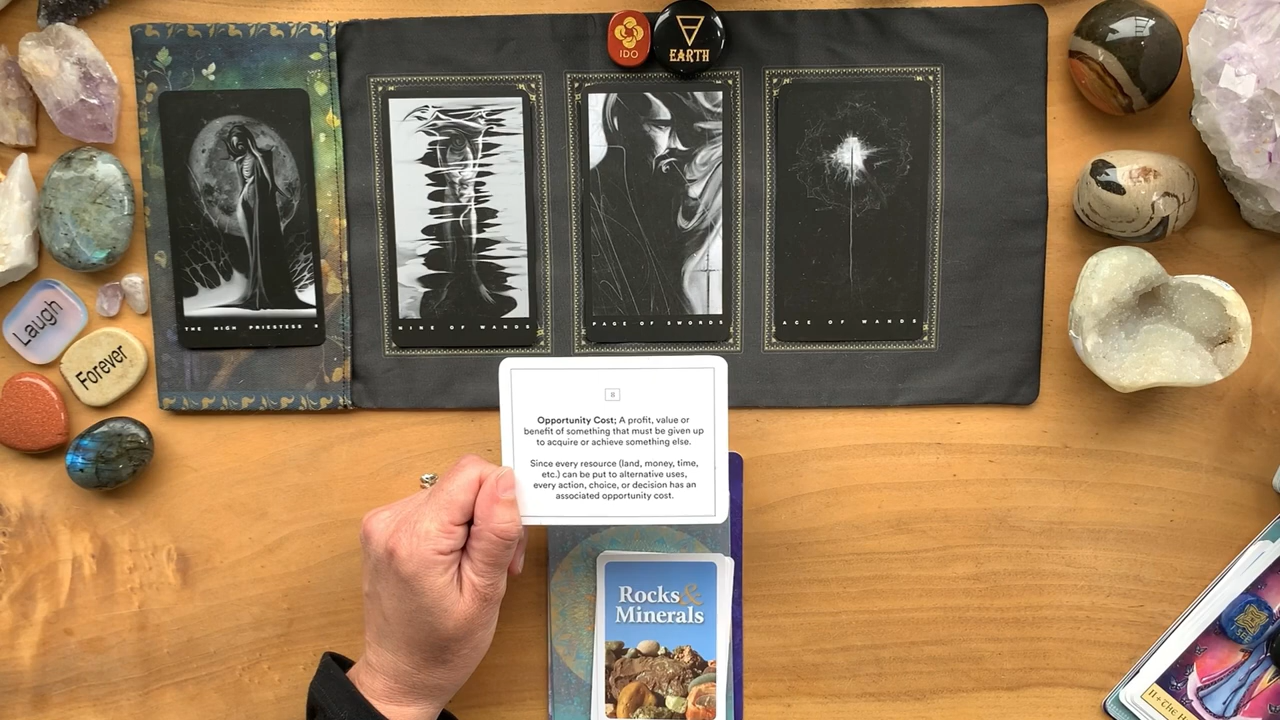 IDO
EARTH
THE HIGH PRIESTESS II
NINE OF WANDS
PAGE OF SWORDS
ACE OF WANDS
Laugh
Forever
8
Opportunity Cost; A profit, value or
benefit of something that must be given up
to acquire or achieve something else.
Since every resource (land, money, time,
etc.) can be put to alternative uses,
every action, choice, or decision has an
associated opportunity cost.
Rocks &
Minerals